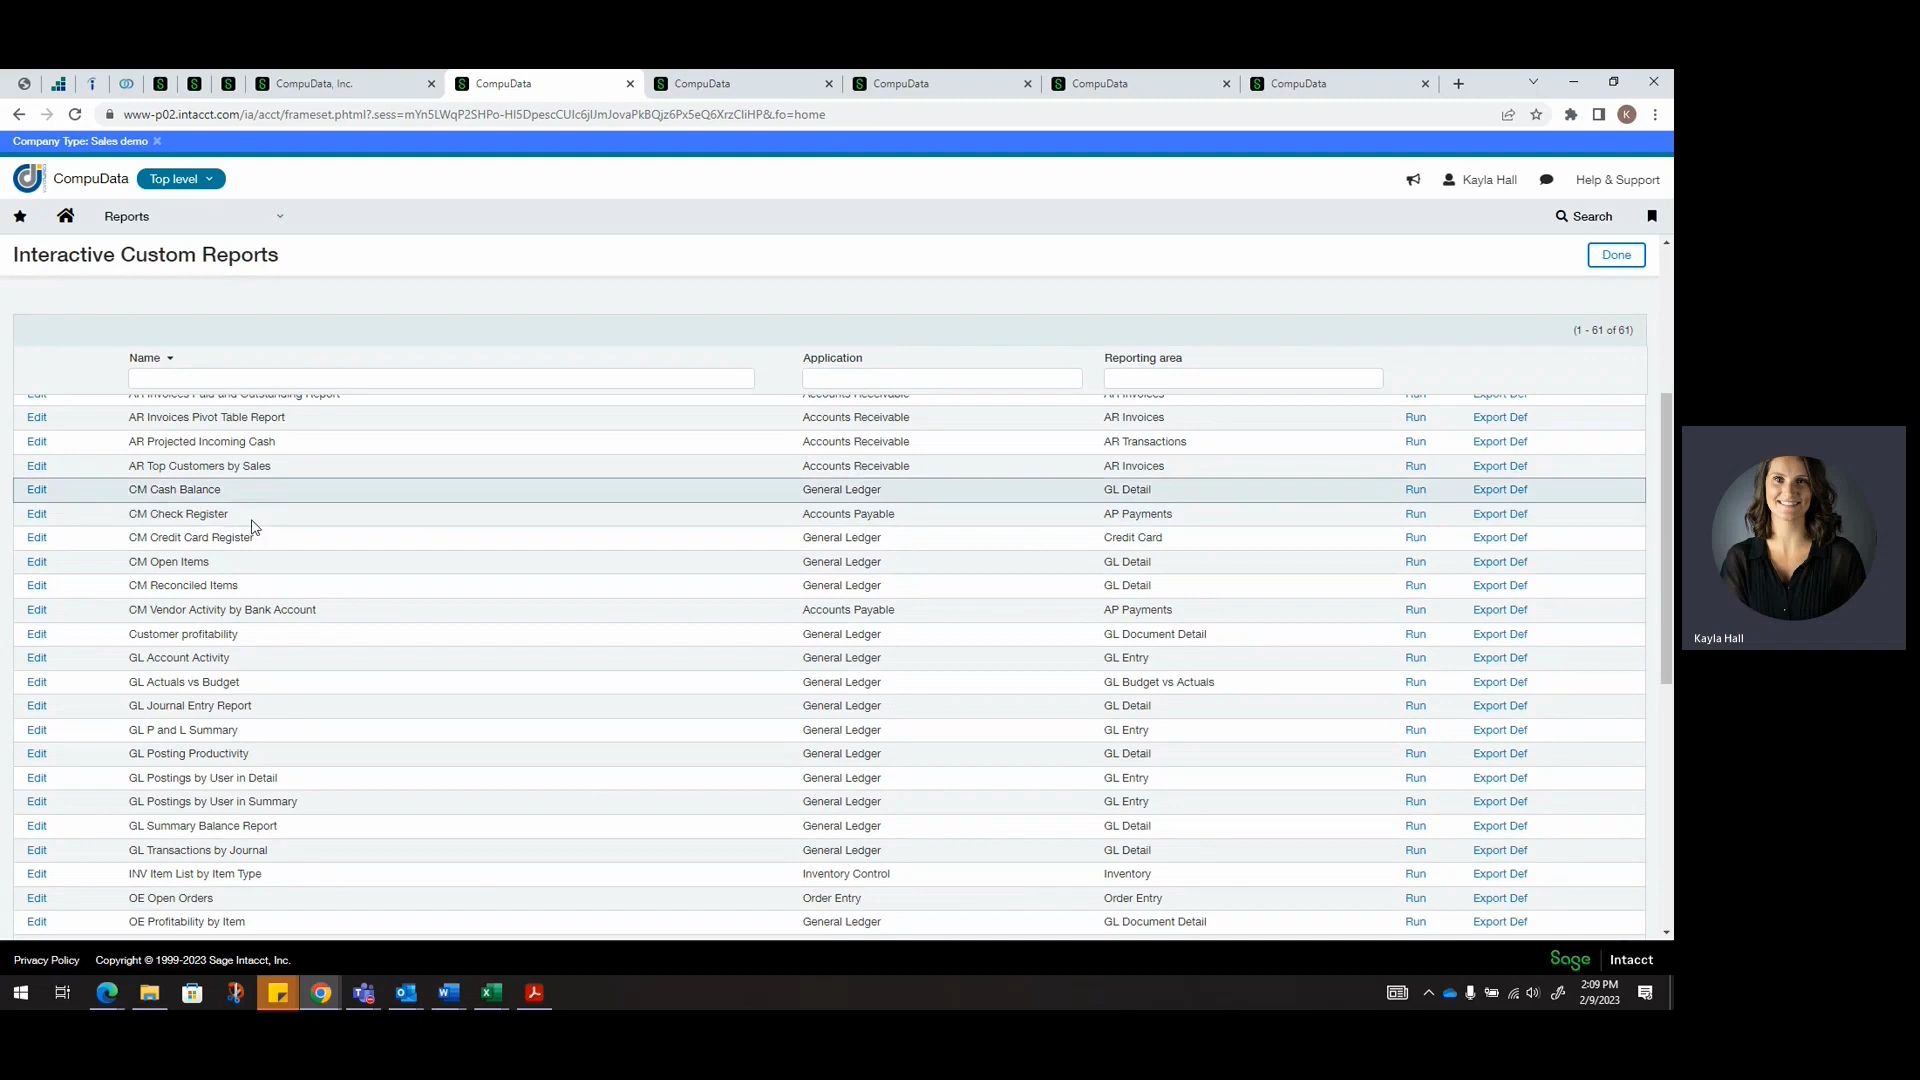 CompuData, Inc.
CompuData
CompuData
CompuData
CompuData
CompuData
www-p02.intacct.com/ia/acct/frameset.phtml?.sess=mYn5LWqP2SHPo-HI5DpescCUIc6jlJmJovaPkBQjz6Px5eQ6XrzCliHP&.fo=home
K
Company Type: Sales demo
CompuData Top level
Kayla Hall
Help & Support
Reports
Search
Interactive Custom Reports
Done
(1 - 61 of 61)
Name Application Reporting area
Edit AR Invoices Paid and Outstanding Report Accounts Receivable AR Invoices Run Export Def
Edit AR Invoices Pivot Table Report Accounts Receivable AR Invoices Run Export Def
Edit AR Projected Incoming Cash Accounts Receivable AR Transactions Run Export Def
Edit AR Top Customers by Sales Accounts Receivable AR Invoices Run Export Def
Edit CM Cash Balance General Ledger GL Detail Run Export Def
Edit CM Check Register Accounts Payable AP Payments Run Export Def
Edit CM Credit Card Register General Ledger Credit Card Run Export Def
Edit CM Open Items General Ledger GL Detail Run Export Def
Edit CM Reconciled Items General Ledger GL Detail Run Export Def
Edit CM Vendor Activity by Bank Account Accounts Payable AP Payments Run Export Def
Edit Customer profitability General Ledger GL Document Detail Run Export Def
Edit GL Account Activity General Ledger GL Entry Run Export Def
Edit GL Actuals vs Budget General Ledger GL Budget vs Actuals Run Export Def
Edit GL Journal Entry Report General Ledger GL Detail Run Export Def
Edit GL P and L Summary General Ledger GL Entry Run Export Def
Edit GL Posting Productivity General Ledger GL Detail Run Export Def
Edit GL Postings by User in Detail General Ledger GL Entry Run Export Def
Edit GL Postings by User in Summary General Ledger GL Entry Run Export Def
Edit GL Summary Balance Report General Ledger GL Detail Run Export Def
Edit GL Transactions by Journal General Ledger GL Detail Run Export Def
Edit INV Item List by Item Type Inventory Control Inventory Run Export Def
Edit OE Open Orders Order Entry Order Entry Run Export Def
Edit OE Profitability by Item General Ledger GL Document Detail Run Export Def
Privacy Policy Copyright © 1999-2023 Sage Intacct, Inc.
Sage Intacct
2:09 PM
2/9/2023
Kayla Hall